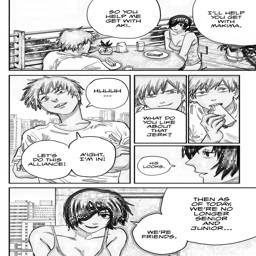 I'LL HELP
YOU GET
WITH
MAKIMA.
SO YOU
HELP ME
GET WITH
AKI.
WHAT DO
YOU LIKE
ABOUT
THAT
JERK?
HIS
LOOKS.
HUUUH
...
A'IGHT,
I'M IN!
LET'S
DO THIS
ALLIANCE!
THEN AS
OF TODAY,
WE'RE NO
LONGER
SENIOR
AND
JUNIOR...
WE'RE
FRIENDS.